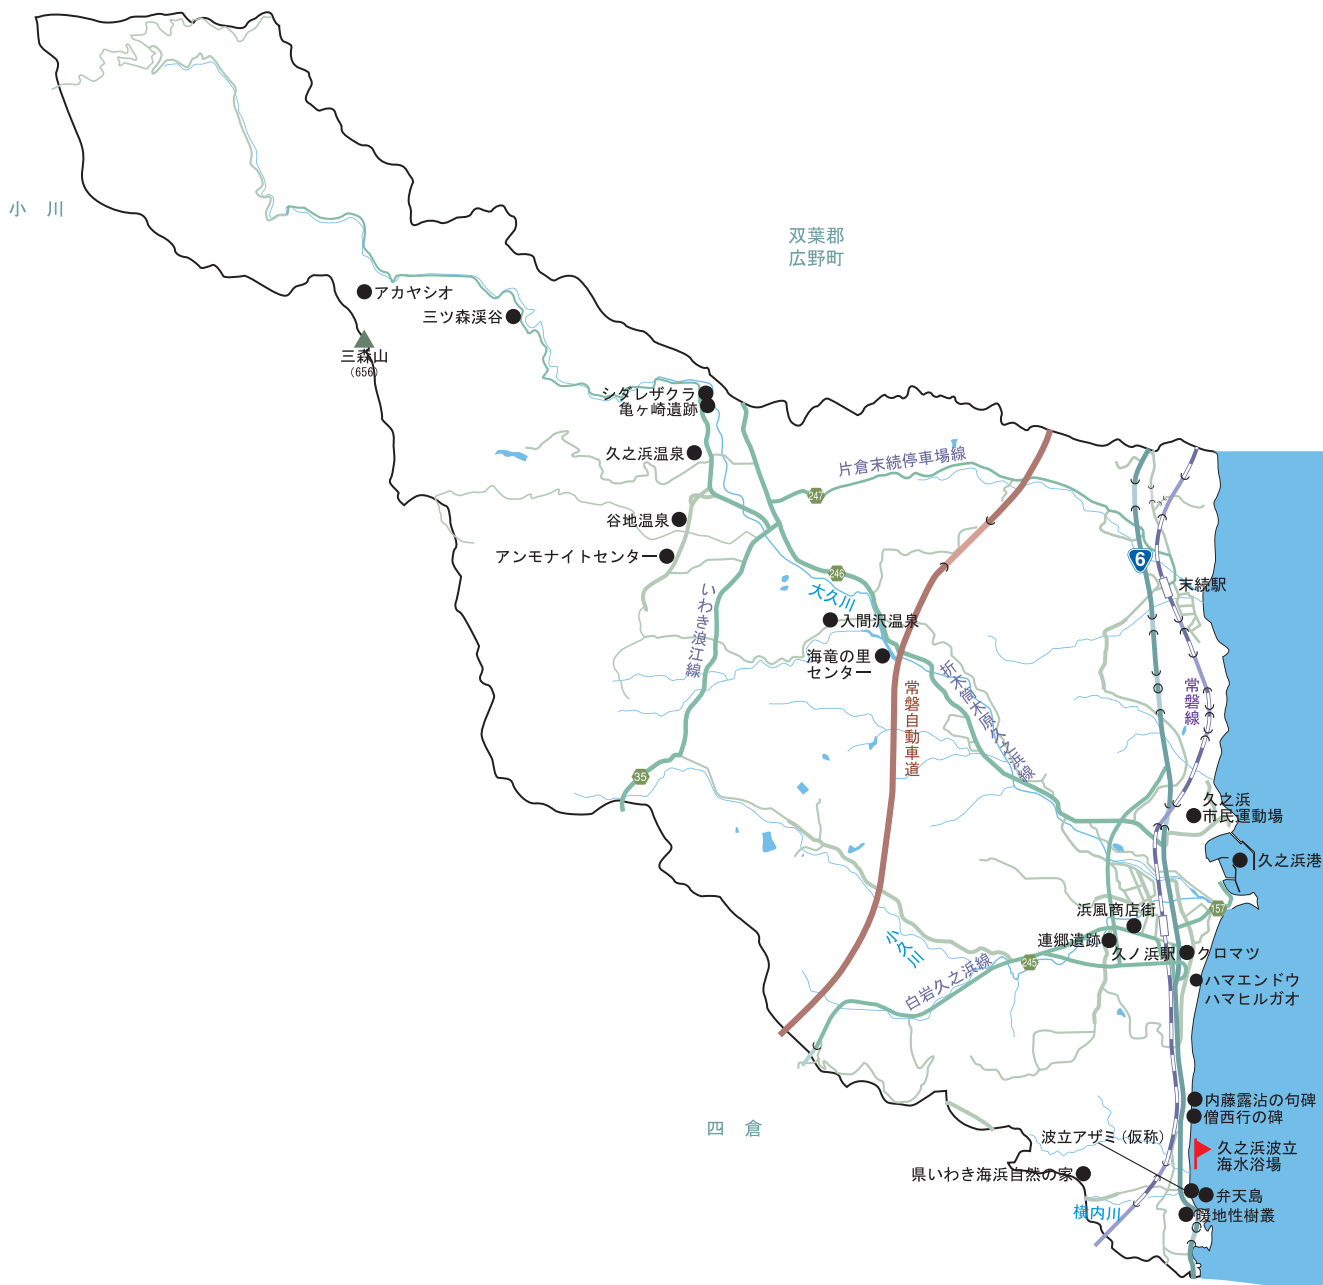 小 川
双葉郡
広野町
アカヤシオ
三ツ森渓谷
三森山
(656)
シダレザクラ
亀ヶ崎遺跡
久之浜温泉
片倉末続停車場線
247
谷地温泉
アンモナイトセンター
6
246
末続駅
大久川
いわき浪江線
入間沢温泉
海竜の里
センター
折木筒木原久之浜線
常磐自動車道
常磐線
35
久之浜
市民運動場
久之浜港
浜風商店街
157
小久川
連郷遺跡
久ノ浜駅
クロマツ
245
白岩久之浜線
ハマエンドウ
ハマヒルガオ
内藤露沾の句碑
僧西行の碑
四 倉
波立アザミ(仮称)
久之浜波立
海水浴場
県いわき海浜自然の家
弁天島
横内川
暖地性樹叢